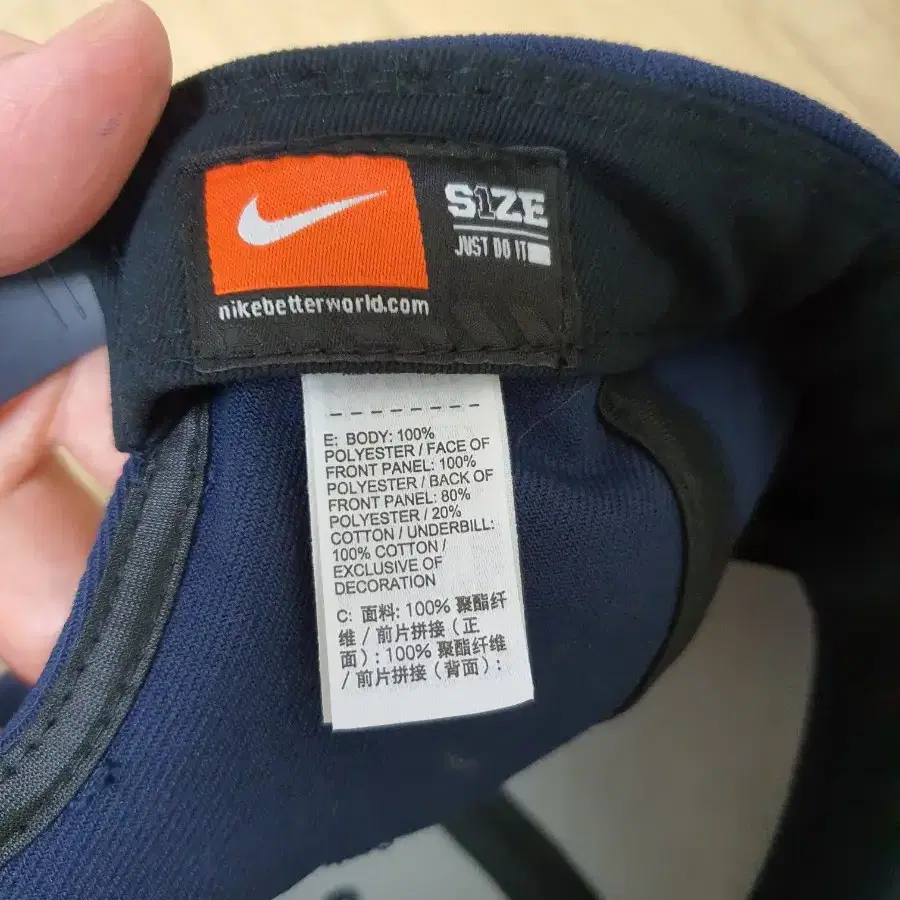 S1ZE
JUST DO IT
nikebetterworld.com
E: BODY: 100%
POLYESTER / FACE OF
FRONT PANEL: 100%
POLYESTER / BACK OF
FRONT PANEL: 80%
POLYESTER / 20%
COTTON / UNDERBILL:
100% COTTON /
EXCLUSIVE OF
DECORATION
C: 面料: 100% 聚酯纤
维 / 前片拼接（正
面）: 100% 聚酯纤维
/ 前片拼接（背面）: